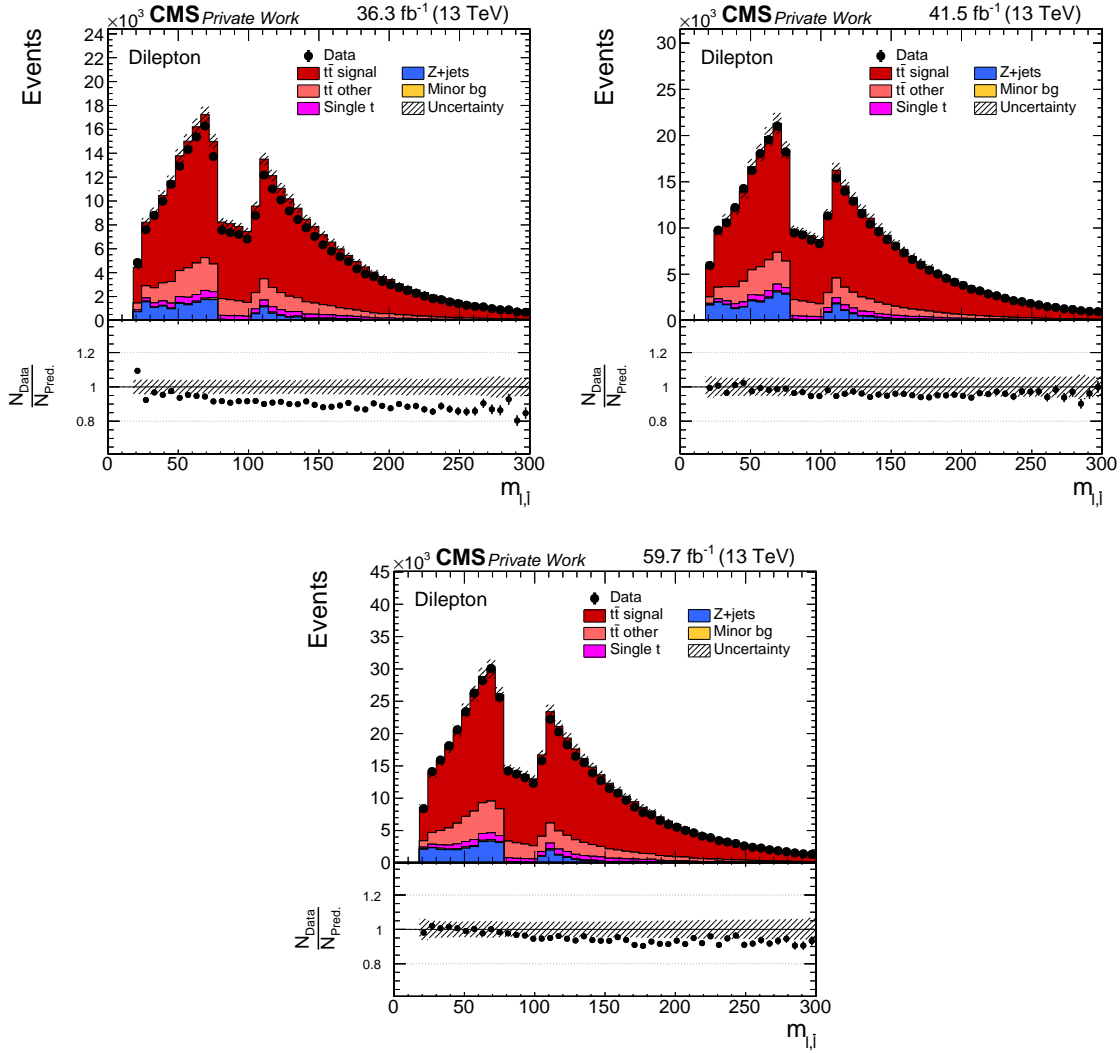 ×10³ CMS Private Work 36.3 fb⁻¹ (13 TeV)
Events
Dilepton
Data
tt̄ signal
tt̄ other
Single t
Z+jets
Minor bg
Uncertainty
24
22
20
18
16
14
12
10
8
6
4
2
0
N_Data
N_Pred.
1.2
1
0.8
0 50 100 150 200 250 300
m_l,l̄
×10³ CMS Private Work 41.5 fb⁻¹ (13 TeV)
Events
Dilepton
Data
tt̄ signal
tt̄ other
Single t
Z+jets
Minor bg
Uncertainty
30
25
20
15
10
5
0
N_Data
N_Pred.
1.2
1
0.8
0 50 100 150 200 250 300
m_l,l̄
×10³ CMS Private Work 59.7 fb⁻¹ (13 TeV)
Events
Dilepton
Data
tt̄ signal
tt̄ other
Single t
Z+jets
Minor bg
Uncertainty
45
40
35
30
25
20
15
10
5
0
N_Data
N_Pred.
1.2
1
0.8
0 50 100 150 200 250 300
m_l,l̄